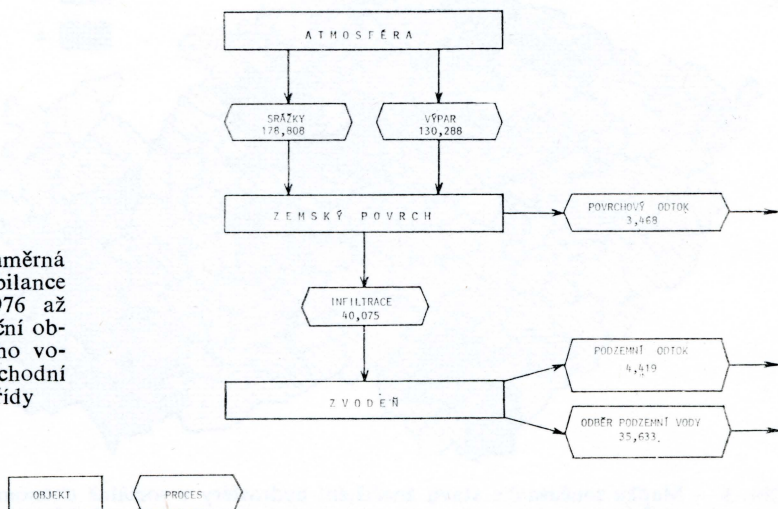 ATMOSFÉRA
SRÁŽKY
178,808
VÝPAR
130,288
ZEMSKÝ POVRCH
POVRCHOVÝ ODTOK
3,468
INFILTRACE
40,075
PODZEMNÍ ODTOK
4,419
ZVODEŇ
ODBĚR PODZEMNÍ VODY
35,633.
ůměrná
bilance
976 až
ční ob-
ho vo-
chodní
řídy
OBJEKT
PROCES